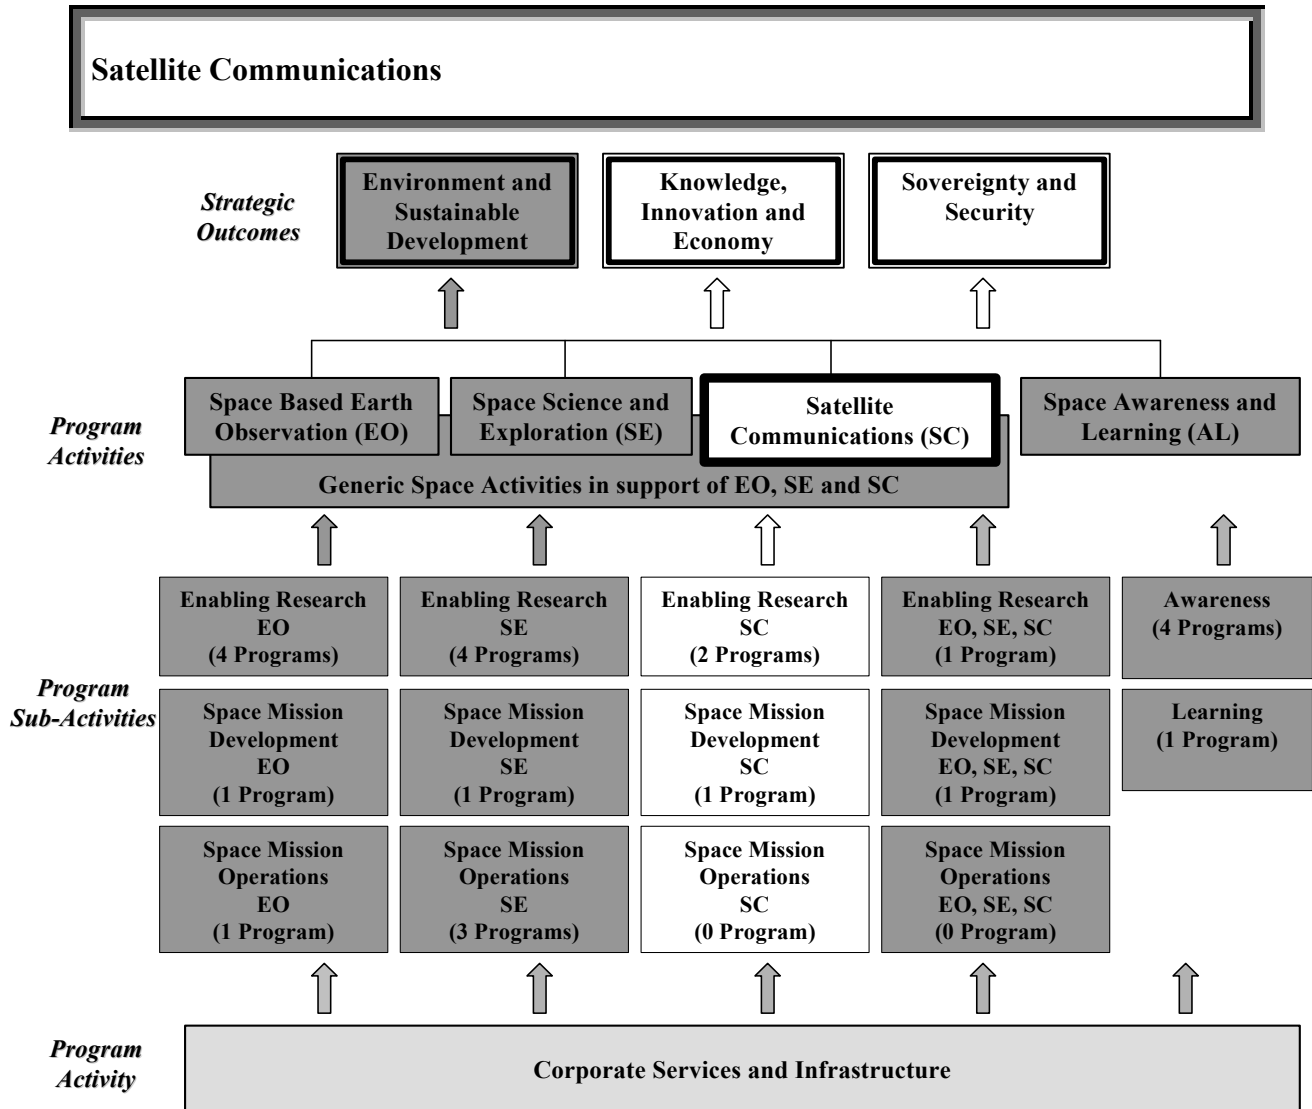 Satellite Communications
Strategic
Outcomes
Environment and
Sustainable
Development
Knowledge,
Innovation and
Economy
Sovereignty and
Security
Program
Activities
Space Based Earth
Observation (EO)
Space Science and
Exploration (SE)
Satellite
Communications (SC)
Space Awareness and
Learning (AL)
Generic Space Activities in support of EO, SE and SC
Program
Sub-Activities
Enabling Research
EO
(4 Programs)
Enabling Research
SE
(4 Programs)
Enabling Research
SC
(2 Programs)
Enabling Research
EO, SE, SC
(1 Program)
Awareness
(4 Programs)
Space Mission
Development
EO
(1 Program)
Space Mission
Development
SE
(1 Program)
Space Mission
Development
SC
(1 Program)
Space Mission
Development
EO, SE, SC
(1 Program)
Learning
(1 Program)
Space Mission
Operations
EO
(1 Program)
Space Mission
Operations
SE
(3 Programs)
Space Mission
Operations
SC
(0 Program)
Space Mission
Operations
EO, SE, SC
(0 Program)
Program
Activity
Corporate Services and Infrastructure